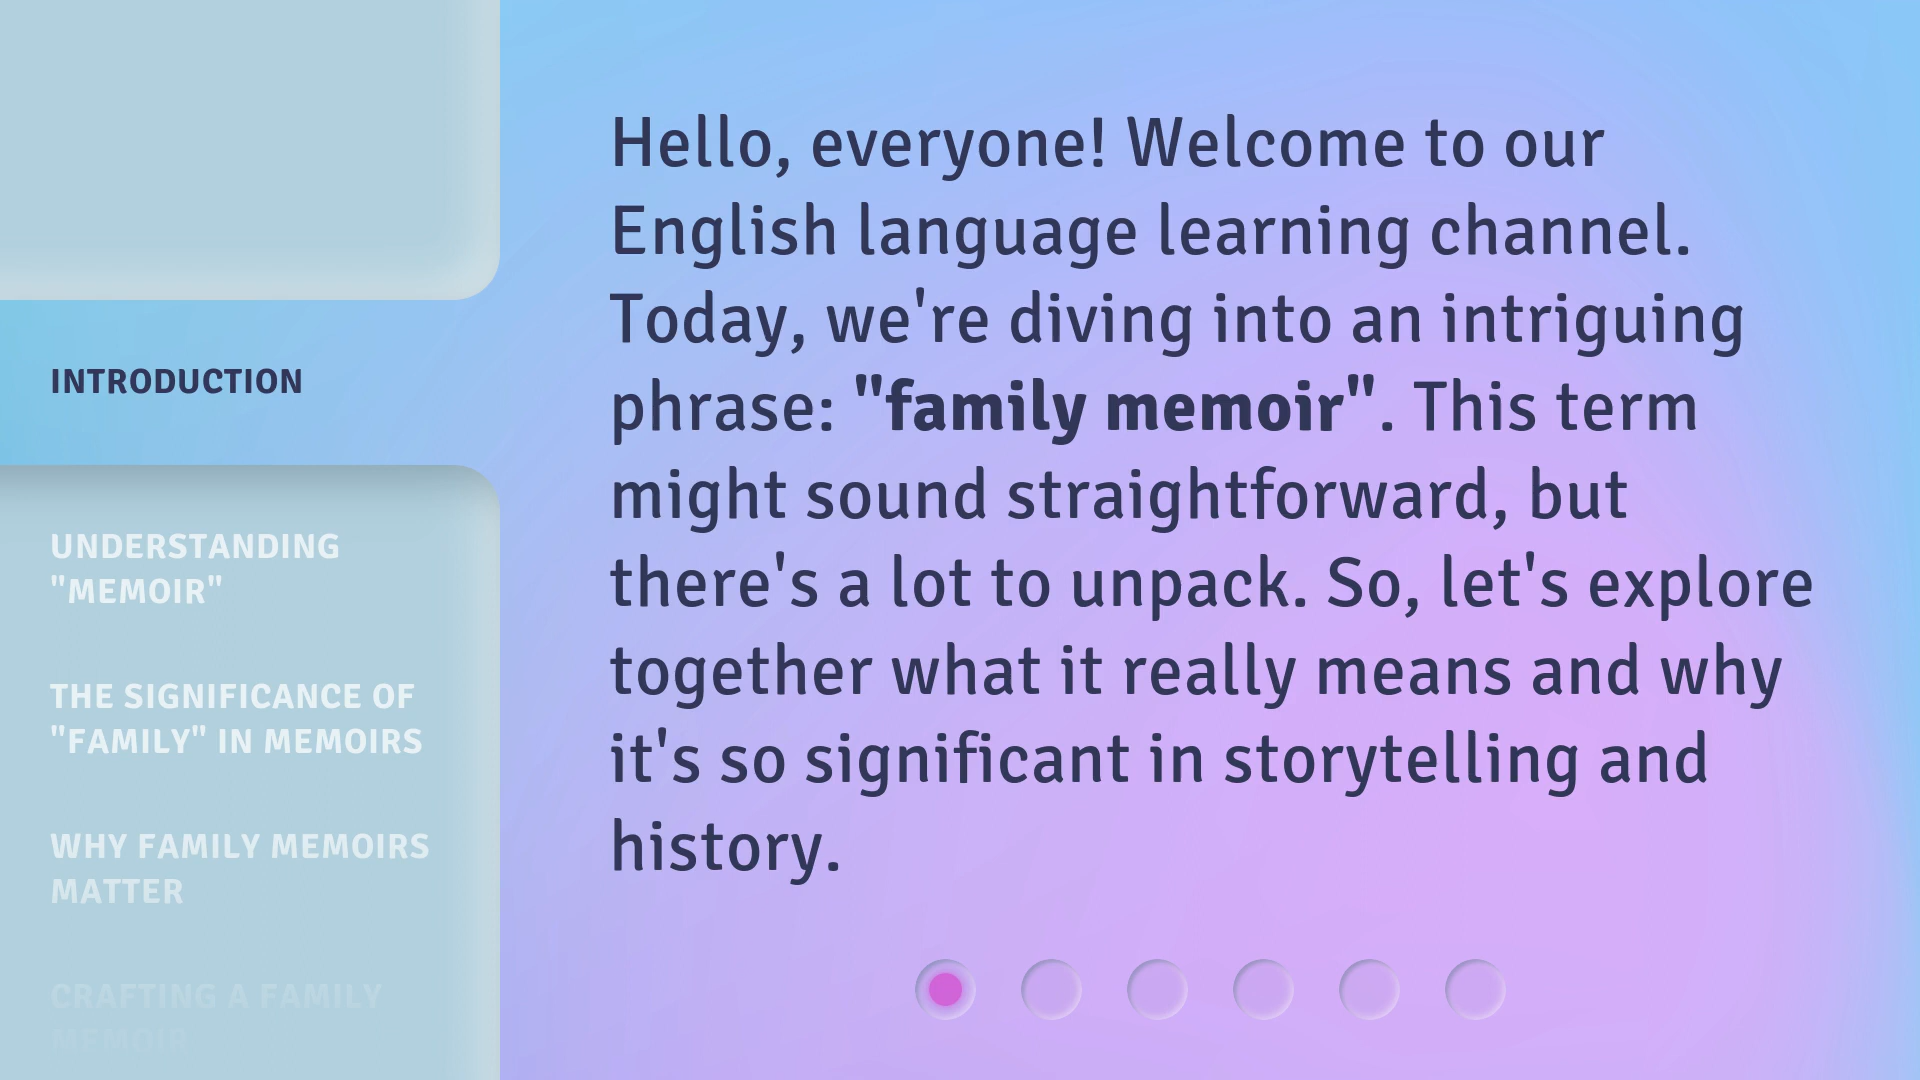 INTRODUCTION
UNDERSTANDING
"MEMOIR"
THE SIGNIFICANCE OF
"FAMILY" IN MEMOIRS
WHY FAMILY MEMOIRS
MATTER
CRAFTING A FAMILY
MEMOIR
Hello, everyone! Welcome to our
English language learning channel.
Today, we're diving into an intriguing
phrase: "family memoir". This term
might sound straightforward, but
there's a lot to unpack. So, let's explore
together what it really means and why
it's so significant in storytelling and
history.